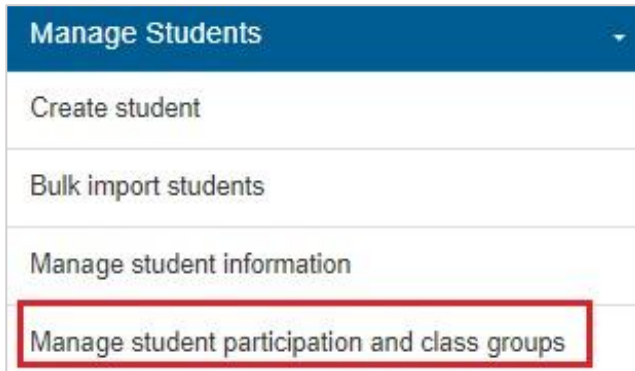 Manage Students
Create student
Bulk import students
Manage student information
Manage student participation and class groups